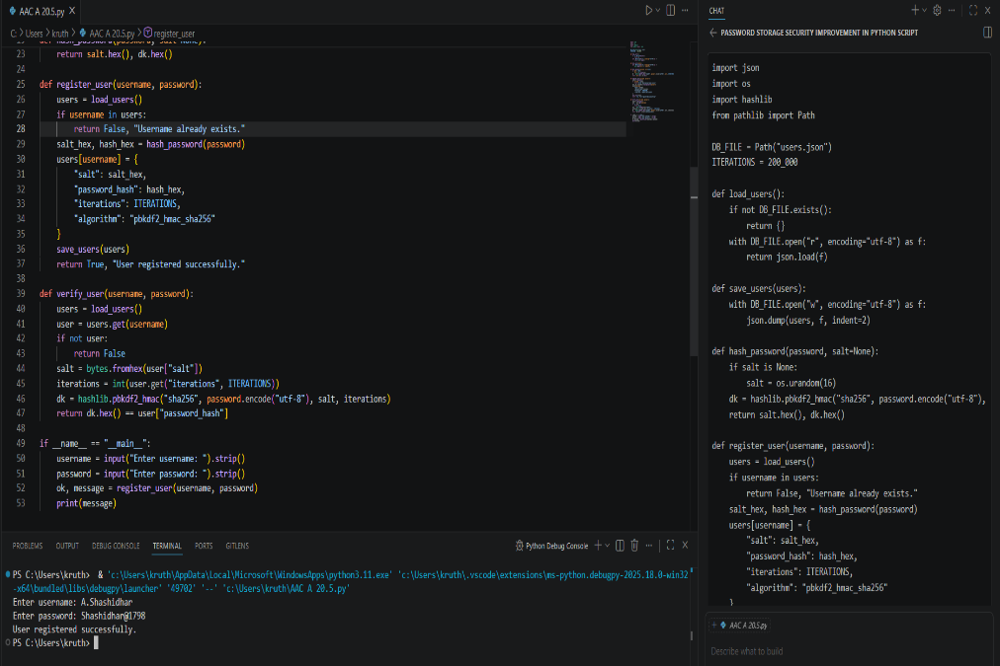 AAC A 20.5.py
C: > Users > kruth > AAC A 20.5.py > register_user
23 return salt.hex(), dk.hex()
24
25 def register_user(username, password):
26 users = load_users()
27 if username in users:
28 return False, "Username already exists."
29 salt_hex, hash_hex = hash_password(password)
30 users[username] = {
31 "salt": salt_hex,
32 "password_hash": hash_hex,
33 "iterations": ITERATIONS,
34 "algorithm": "pbkdf2_hmac_sha256"
35 }
36 save_users(users)
37 return True, "User registered successfully."
38
39 def verify_user(username, password):
40 users = load_users()
41 user = users.get(username)
42 if not user:
43 return False
44 salt = bytes.fromhex(user["salt"])
45 iterations = int(user.get("iterations", ITERATIONS))
46 dk = hashlib.pbkdf2_hmac("sha256", password.encode("utf-8"), salt, iterations)
47 return dk.hex() == user["password_hash"]
48
49 if __name__ == "__main__":
50 username = input("Enter username: ").strip()
51 password = input("Enter password: ").strip()
52 ok, message = register_user(username, password)
53 print(message)
PROBLEMS OUTPUT DEBUG CONSOLE TERMINAL PORTS GITLENS
Python Debug Console
PS C:\Users\kruth> & 'c:\Users\kruth\AppData\Local\Microsoft\WindowsApps\python3.11.exe' 'c:\Users\kruth\.vscode\extensions\ms-python.debugpy-2025.18.0-win32
-x64\bundled\libs\debugpy\launcher' '49702' '--' 'c:\Users\kruth\AAC A 20.5.py'
Enter username: A.Shashidhar
Enter password: Shashidhar@1798
User registered successfully.
PS C:\Users\kruth>
CHAT
PASSWORD STORAGE SECURITY IMPROVEMENT IN PYTHON SCRIPT
import json
import os
import hashlib
from pathlib import Path
DB_FILE = Path("users.json")
ITERATIONS = 200_000
def load_users():
if not DB_FILE.exists():
return {}
with DB_FILE.open("r", encoding="utf-8") as f:
return json.load(f)
def save_users(users):
with DB_FILE.open("w", encoding="utf-8") as f:
json.dump(users, f, indent=2)
def hash_password(password, salt=None):
if salt is None:
salt = os.urandom(16)
dk = hashlib.pbkdf2_hmac("sha256", password.encode("utf-8"),
return salt.hex(), dk.hex()
def register_user(username, password):
users = load_users()
if username in users:
return False, "Username already exists."
salt_hex, hash_hex = hash_password(password)
users[username] = {
"salt": salt_hex,
"password_hash": hash_hex,
"iterations": ITERATIONS,
"algorithm": "pbkdf2_hmac_sha256"
}
AAC A 20.5.py
Describe what to build